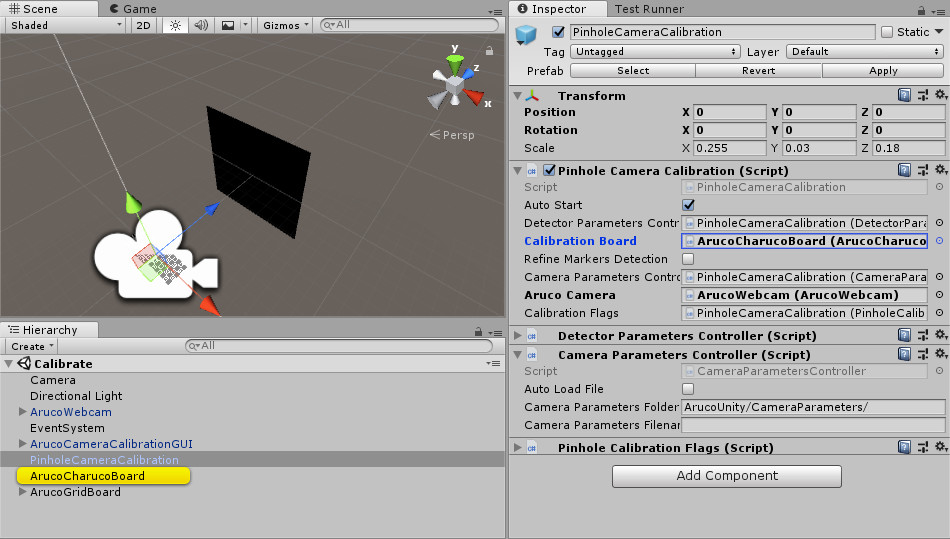 Scene
Game
Shaded
2D
Gizmos
All
y
z
x
Persp
Hierarchy
Create
All
Calibrate
Camera
Directional Light
ArucoWebcam
EventSystem
ArucoCameraCalibrationGUI
PinholeCameraCalibration
ArucoCharucoBoard
ArucoGridBoard
Inspector
Test Runner
PinholeCameraCalibration
Static
Tag Untagged Layer Default
Prefab Select Revert Apply
Transform
Position X 0 Y 0 Z 0
Rotation X 0 Y 0 Z 0
Scale X 0.255 Y 0.03 Z 0.18
Pinhole Camera Calibration (Script)
Script PinholeCameraCalibration
Auto Start
Detector Parameters Contr PinholeCameraCalibration (DetectorPara
Calibration Board ArucoCharucoBoard (ArucoCharuco
Refine Markers Detection
Camera Parameters Contro PinholeCameraCalibration (CameraPara
Aruco Camera ArucoWebcam (ArucoWebcam)
Calibration Flags PinholeCameraCalibration (PinholeCalib
Detector Parameters Controller (Script)
Camera Parameters Controller (Script)
Script CameraParametersController
Auto Load File
Camera Parameters Folder ArucoUnity/CameraParameters/
Camera Parameters Filenar
Pinhole Calibration Flags (Script)
Add Component